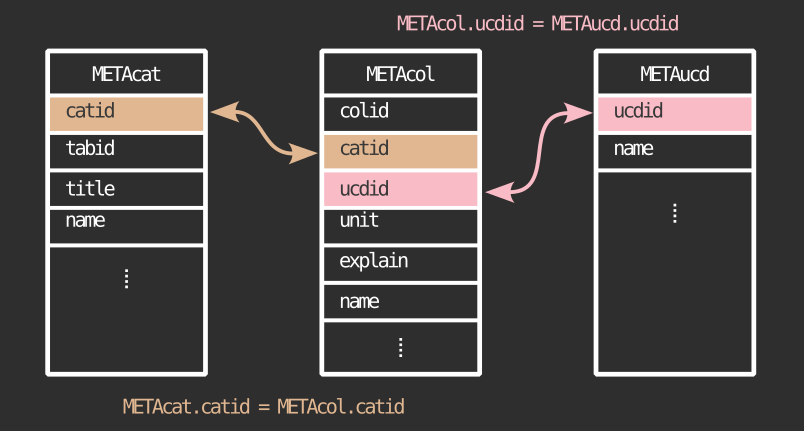 METAcol.ucdid = METAucd.ucdid
METAcat
catid
tabid
title
name
METAcol
colid
catid
ucdid
unit
explain
name
METAucd
ucdid
name
METAcat.catid = METAcol.catid